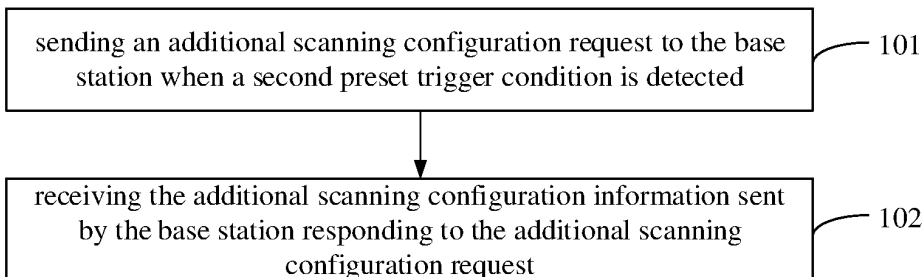 sending an additional scanning configuration request to the base
station when a second preset trigger condition is detected
101
receiving the additional scanning configuration information sent
by the base station responding to the additional scanning
configuration request
102